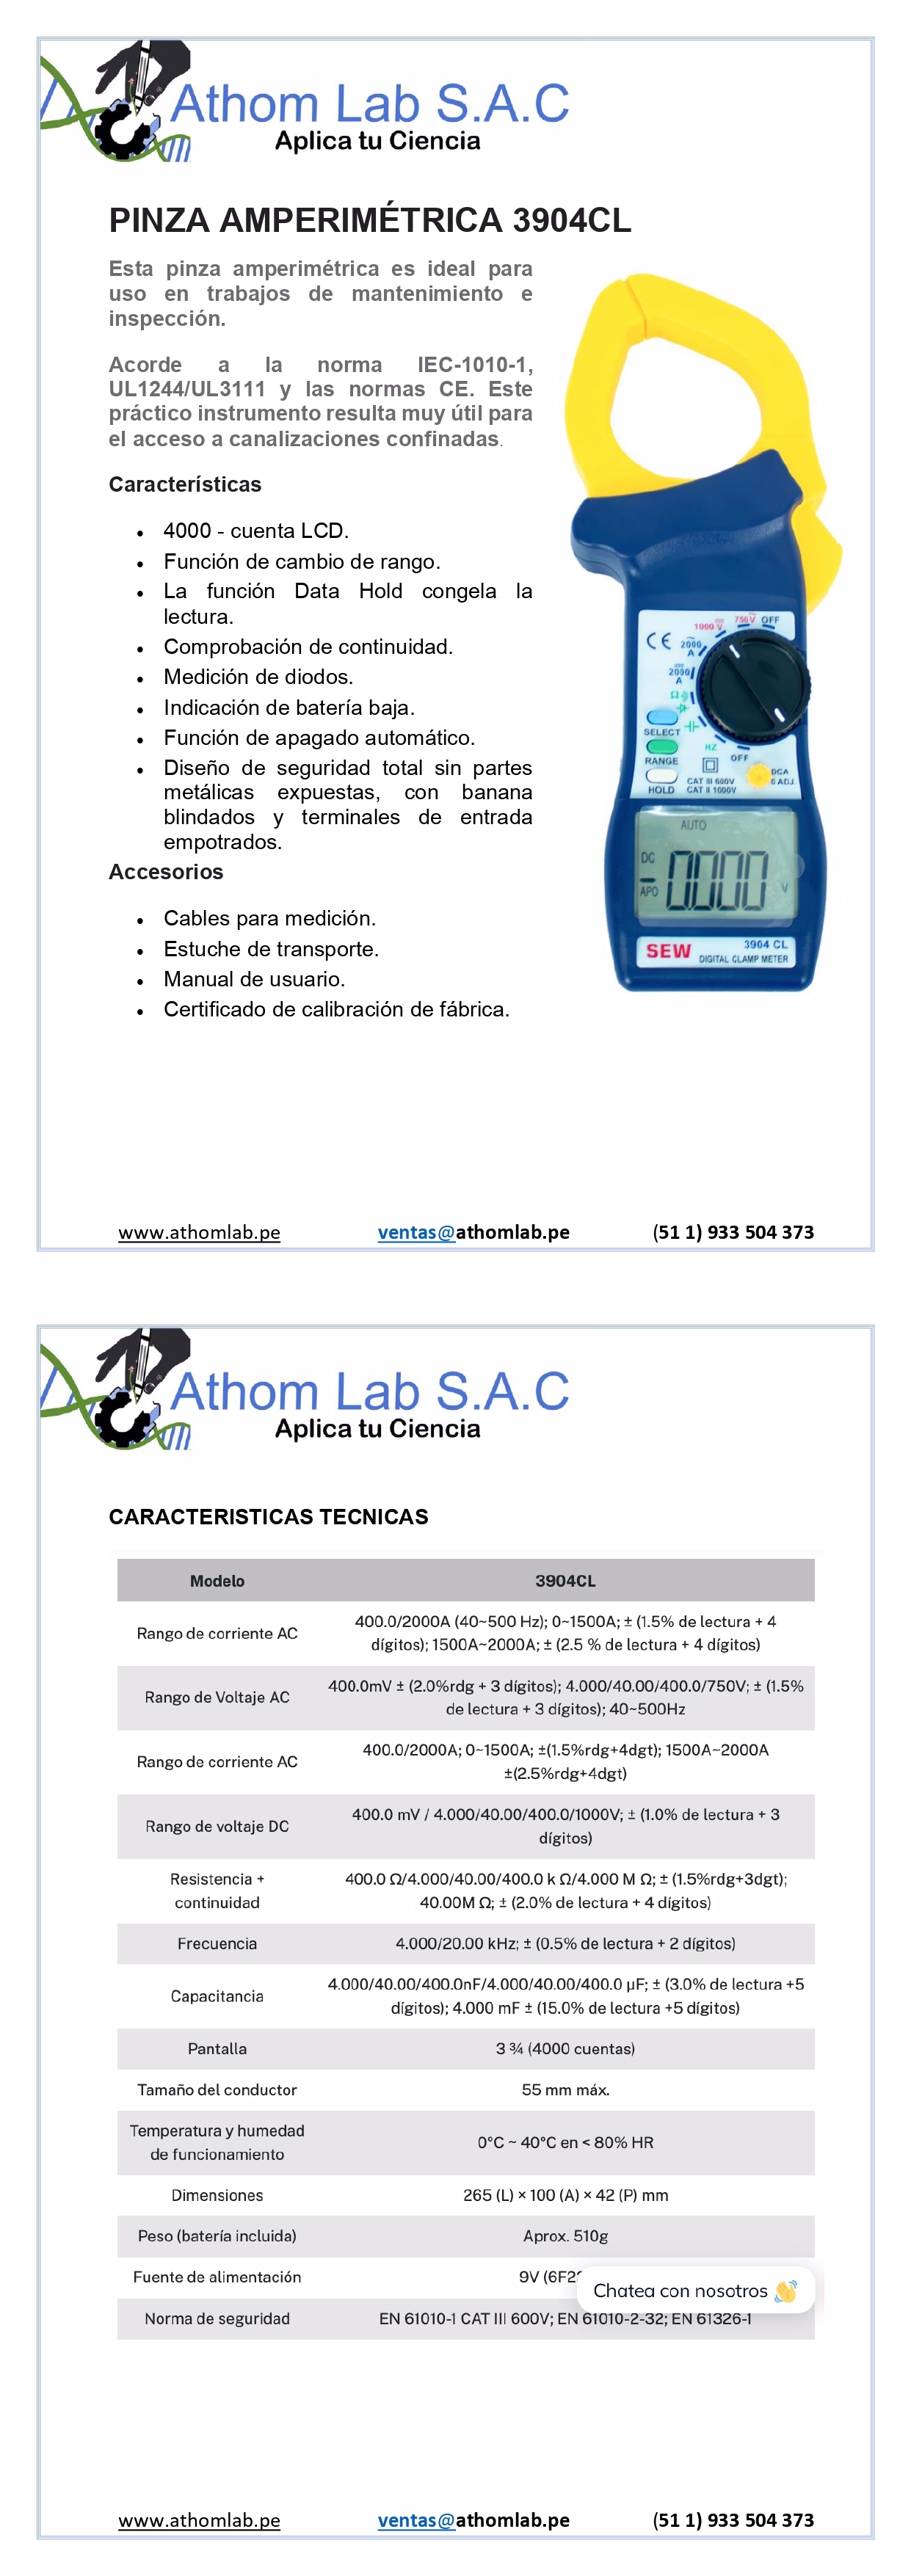 Athom Lab S.A.C
Aplica tu Ciencia
PINZA AMPERIMÉTRICA 3904CL
Esta pinza amperimétrica es ideal para
uso en trabajos de mantenimiento e
inspección.
Acorde a la norma IEC-1010-1,
UL1244/UL3111 y las normas CE. Este
práctico instrumento resulta muy útil para
el acceso a canalizaciones confinadas.
Características
• 4000 - cuenta LCD.
• Función de cambio de rango.
• La función Data Hold congela la
lectura.
• Comprobación de continuidad.
• Medición de diodos.
• Indicación de batería baja.
• Función de apagado automático.
• Diseño de seguridad total sin partes
metálicas expuestas, con banana
blindados y terminales de entrada
empotrados.
Accesorios
• Cables para medición.
• Estuche de transporte.
• Manual de usuario.
• Certificado de calibración de fábrica.
1000 V 750V OFF
CE 2000 A
2000 A
Ω
SELECT
HZ
RANGE OFF
HOLD CAT III 600V
CAT II 1000V
DCA
ADJ.
AUTO
DC
0000
APO V
SEW 3904 CL
DIGITAL CLAMP METER
www.athomlab.pe ventas@athomlab.pe (51 1) 933 504 373
Athom Lab S.A.C
Aplica tu Ciencia
CARACTERISTICAS TECNICAS
Modelo 3904CL
Rango de corriente AC 400.0/2000A (40~500 Hz); 0~1500A; ± (1.5% de lectura + 4
dígitos); 1500A~2000A; ± (2.5 % de lectura + 4 dígitos)
Rango de Voltaje AC 400.0mV ± (2.0%rdg + 3 dígitos); 4.000/40.00/400.0/750V; ± (1.5%
de lectura + 3 dígitos); 40~500Hz
Rango de corriente AC 400.0/2000A; 0~1500A; ±(1.5%rdg+4dgt); 1500A~2000A
±(2.5%rdg+4dgt)
Rango de voltaje DC 400.0 mV / 4.000/40.00/400.0/1000V; ± (1.0% de lectura + 3
dígitos)
Resistencia +
continuidad
400.0 Ω/4.000/40.00/400.0 k Ω/4.000 M Ω; ± (1.5%rdg+3dgt);
40.00M Ω; ± (2.0% de lectura + 4 dígitos)
Frecuencia 4.000/20.00 kHz; ± (0.5% de lectura + 2 dígitos)
Capacitancia 4.000/40.00/400.0nF/4.000/40.00/400.0 µF; ± (3.0% de lectura +5
dígitos); 4.000 mF ± (15.0% de lectura +5 dígitos)
Pantalla 3 ¾ (4000 cuentas)
Tamaño del conductor 55 mm máx.
Temperatura y humedad
de funcionamiento
0°C ~ 40°C en < 80% HR
Dimensiones 265 (L) × 100 (A) × 42 (P) mm
Peso (batería incluida) Aprox. 510g
Fuente de alimentación 9V
Chatea con nosotros 👋
Norma de seguridad EN 61010-1 CAT III 600V; EN 61010-2-32; EN 61326-1
www.athomlab.pe ventas@athomlab.pe (51 1) 933 504 373